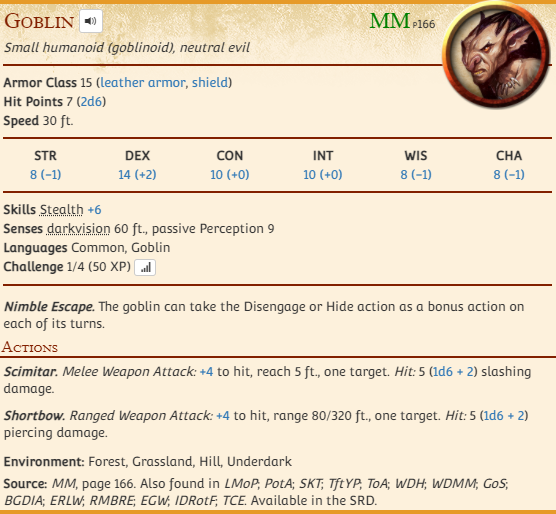 Goblin MM P166
Small humanoid (goblinoid), neutral evil
Armor Class 15 (leather armor, shield)
Hit Points 7 (2d6)
Speed 30 ft.
STR DEX CON INT WIS CHA
8 (−1) 14 (+2) 10 (+0) 10 (+0) 8 (−1) 8 (−1)
Skills Stealth +6
Senses darkvision 60 ft., passive Perception 9
Languages Common, Goblin
Challenge 1/4 (50 XP)
Nimble Escape. The goblin can take the Disengage or Hide action as a bonus action on
each of its turns.
Actions
Scimitar. Melee Weapon Attack: +4 to hit, reach 5 ft., one target. Hit: 5 (1d6 + 2) slashing
damage.
Shortbow. Ranged Weapon Attack: +4 to hit, range 80/320 ft., one target. Hit: 5 (1d6 + 2)
piercing damage.
Environment: Forest, Grassland, Hill, Underdark
Source: MM, page 166. Also found in LMoP; PotA; SKT; TftYP; ToA; WDH; WDMM; GoS;
BGDIA; ERLW; RMBRE; EGW; IDRotF; TCE. Available in the SRD.